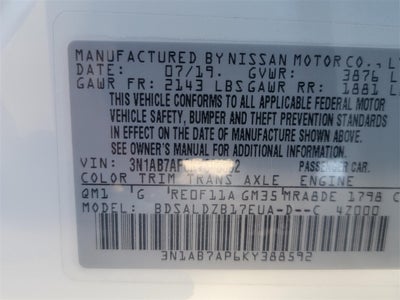 MANUFACTURED BY NISSAN MOTOR CO.,
DATE: 07/19. GVWR: 3876
GAWR FR: 2143 LBS GAWR RR: 1881
THIS VEHICLE CONFORMS TO ALL APPLICABLE FEDERAL MOTOR
VEHICLE SAFETY, BUMPER AND THEFT PREVENTION STANDARDS
IN EFFECT ON THE DATE OF MANUFACTURE SHOWN ABOVE.
SEE OWNER'S MANUAL FOR ADDITIONAL INFORMATION
VIN: PASSENGER CAR.
COLOR TRIM TRANS AXLE ENGINE
QM1 G RE0F11A GM35 MRA8DE 1798 C
MODEL: BDSALDZB17EUA-D--C 4Z000
3N1AB7AP6KY388592